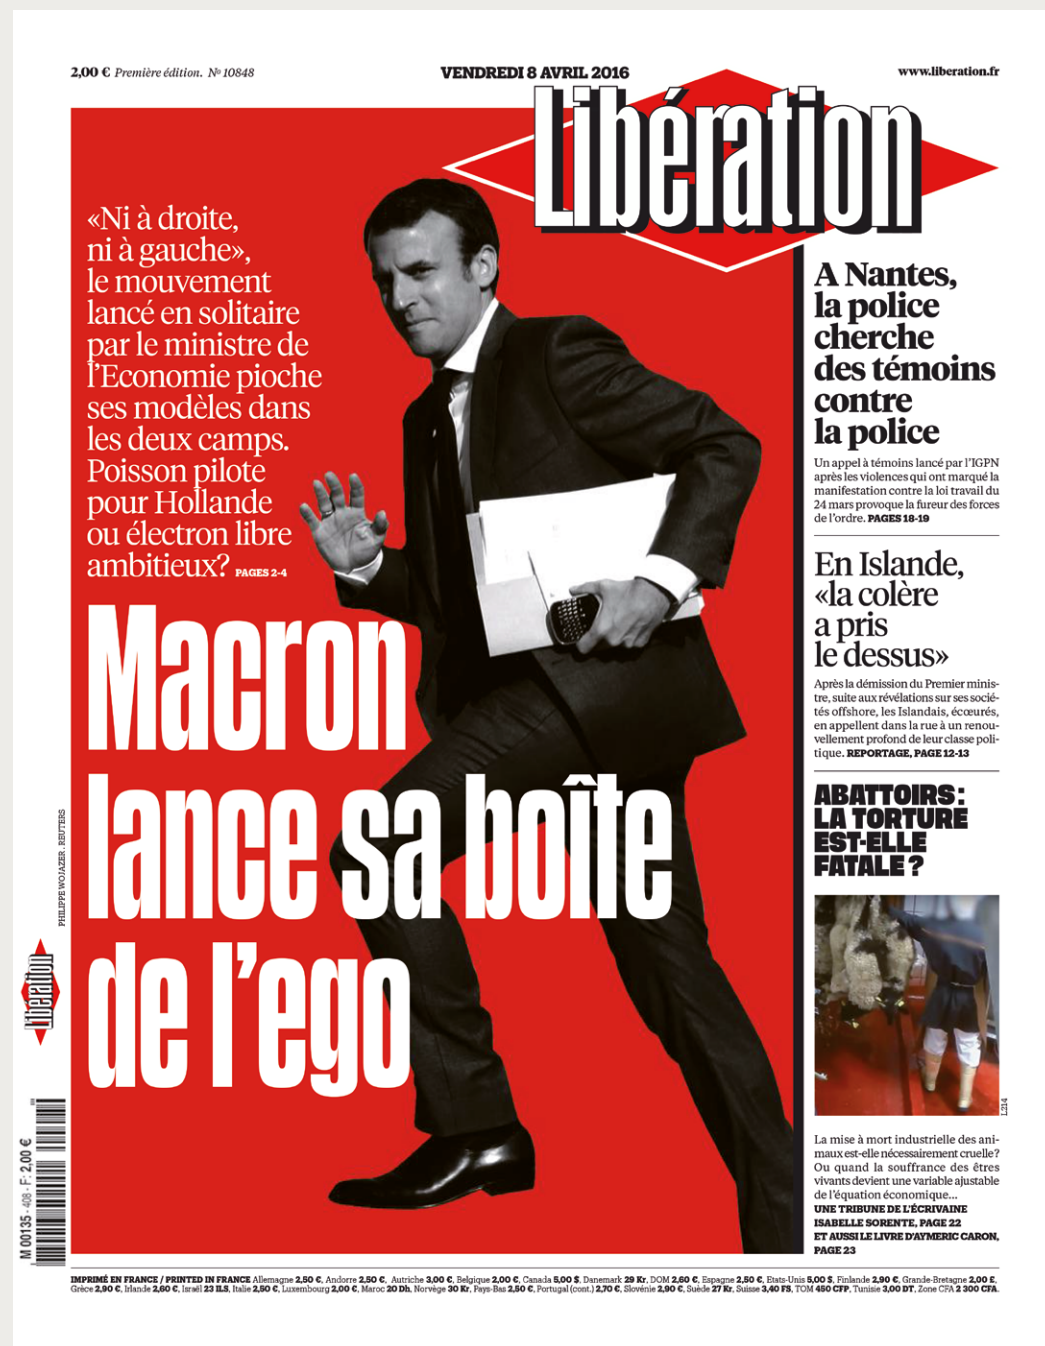 2,00 € Première édition. Nº 10848
VENDREDI 8 AVRIL 2016
www.liberation.fr
Libération
«Ni à droite,
ni à gauche»,
le mouvement
lancé en solitaire
par le ministre de
l’Economie pioche
ses modèles dans
les deux camps.
Poisson pilote
pour Hollande
ou électron libre
ambitieux? PAGES 2-4
Macron
lance sa boîte
de l’ego
A Nantes,
la police
cherche
des témoins
contre
la police
Un appel à témoins lancé par l’IGPN
après les violences qui ont marqué la
manifestation contre la loi travail du
24 mars provoque la fureur des forces
de l’ordre. PAGES 18-19
En Islande,
«la colère
a pris
le dessus»
Après la démission du Premier minis-
tre, suite aux révélations sur ses socié-
tés offshore, les Islandais, écœurés,
en appellent dans la rue à un renou-
vellement profond de leur classe poli-
tique. REPORTAGE, PAGE 12-13
ABATTOIRS:
LA TORTURE
EST-ELLE
FATALE?
L214
La mise à mort industrielle des ani-
maux est-elle nécessairement cruelle?
Ou quand la souffrance des êtres
vivants devient une variable ajustable
de l’équation économique...
UNE TRIBUNE DE L’ÉCRIVAINE
ISABELLE SORENTE, PAGE 22
ET AUSSI LE LIVRE D’AYMERIC CARON,
PAGE 23
PHILIPPE WOJAZER . REUTERS
Libération
M 00135 - 408 - F: 2,00 €
IMPRIMÉ EN FRANCE / PRINTED IN FRANCE Allemagne 2,50 €, Andorre 2,50 €, Autriche 3,00 €, Belgique 2,00 €, Canada 5,00 $, Danemark 29 Kr, DOM 2,60 €, Espagne 2,50 €, Etats-Unis 5,00 $, Finlande 2,90 €, Grande-Bretagne 2,00 £,
Grèce 2,90 €, Irlande 2,60 €, Israël 23 ILS, Italie 2,50 €, Luxembourg 2,00 €, Maroc 20 Dh, Norvège 30 Kr, Pays-Bas 2,50 €, Portugal (cont.) 2,70 €, Slovénie 2,90 €, Suède 27 Kr, Suisse 3,40 FS, TOM 450 CFP, Tunisie 3,00 DT, Zone CFA 2 300 CFA.